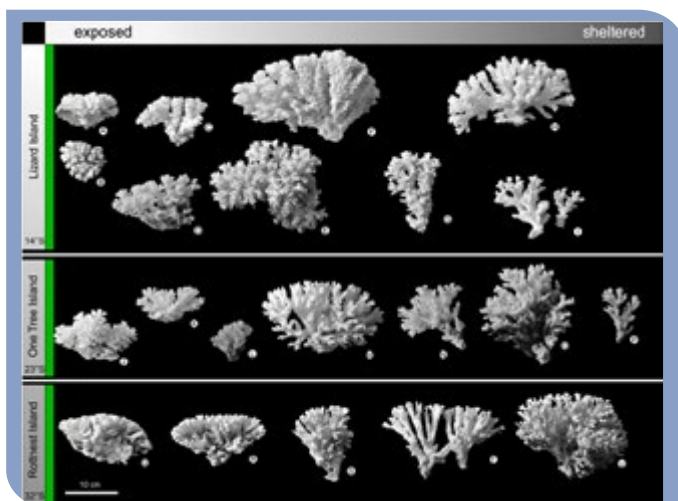 exposed
sheltered
Lizard Island
14°S
One Tree Island
23°S
Rottnest Island
32°S
10 cm